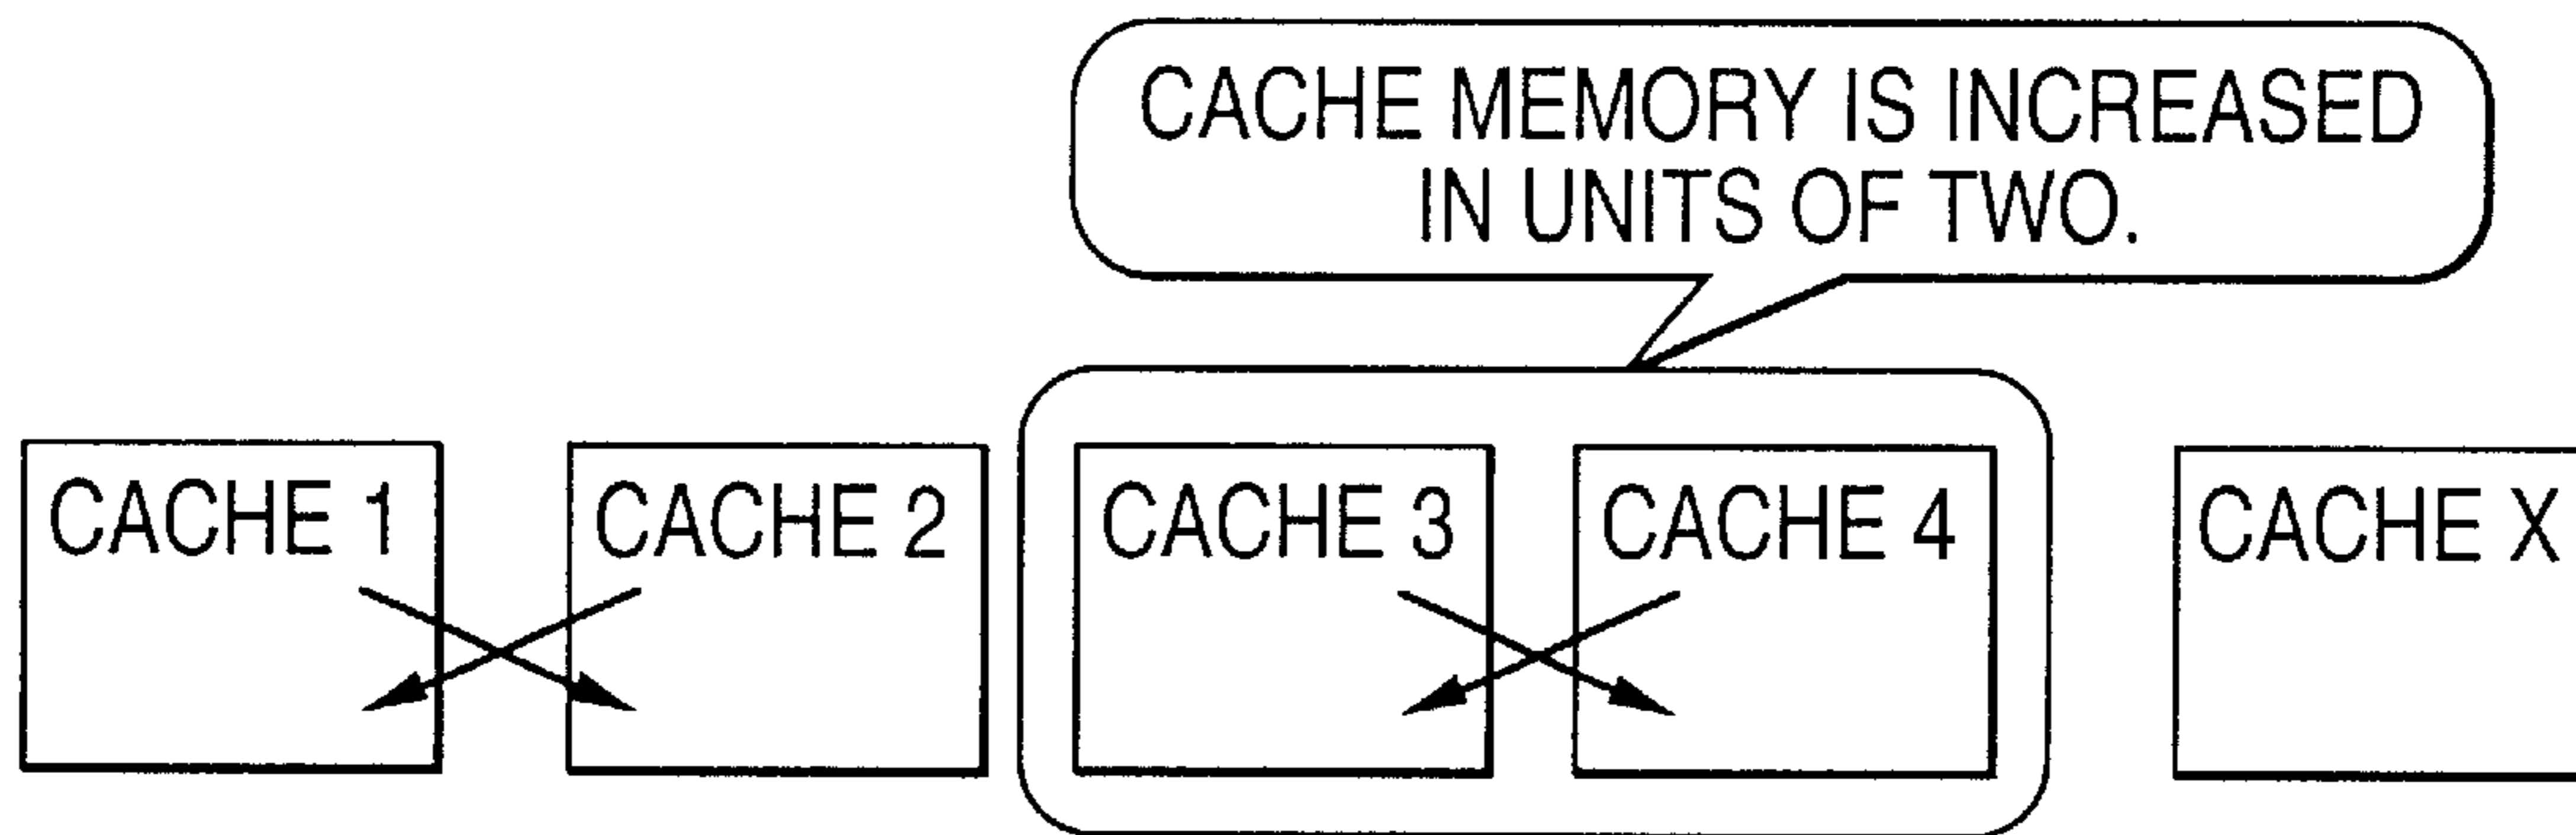 CACHE MEMORY IS INCREASED
IN UNITS OF TWO.
CACHE 1
CACHE 2
CACHE 3
CACHE 4
CACHE X